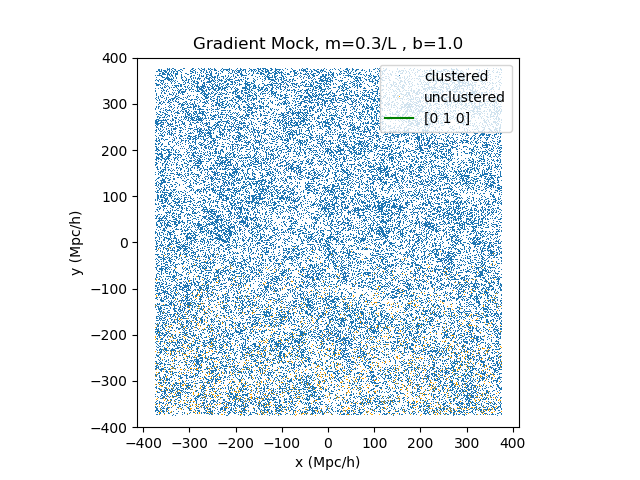 Gradient Mock, m=0.3/L , b=1.0
clustered
unclustered
[0 1 0]
400
300
200
100
0
−100
−200
−300
−400
y (Mpc/h)
−400 −300 −200 −100 0 100 200 300 400
x (Mpc/h)